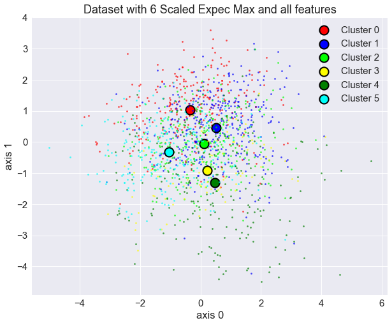 Dataset with 6 Scaled Expec Max and all features
Cluster 0
Cluster 1
Cluster 2
Cluster 3
Cluster 4
Cluster 5
4
3
2
1
0
−1
−2
−3
−4
axis 1
−4 −2 0 2 4 6
axis 0